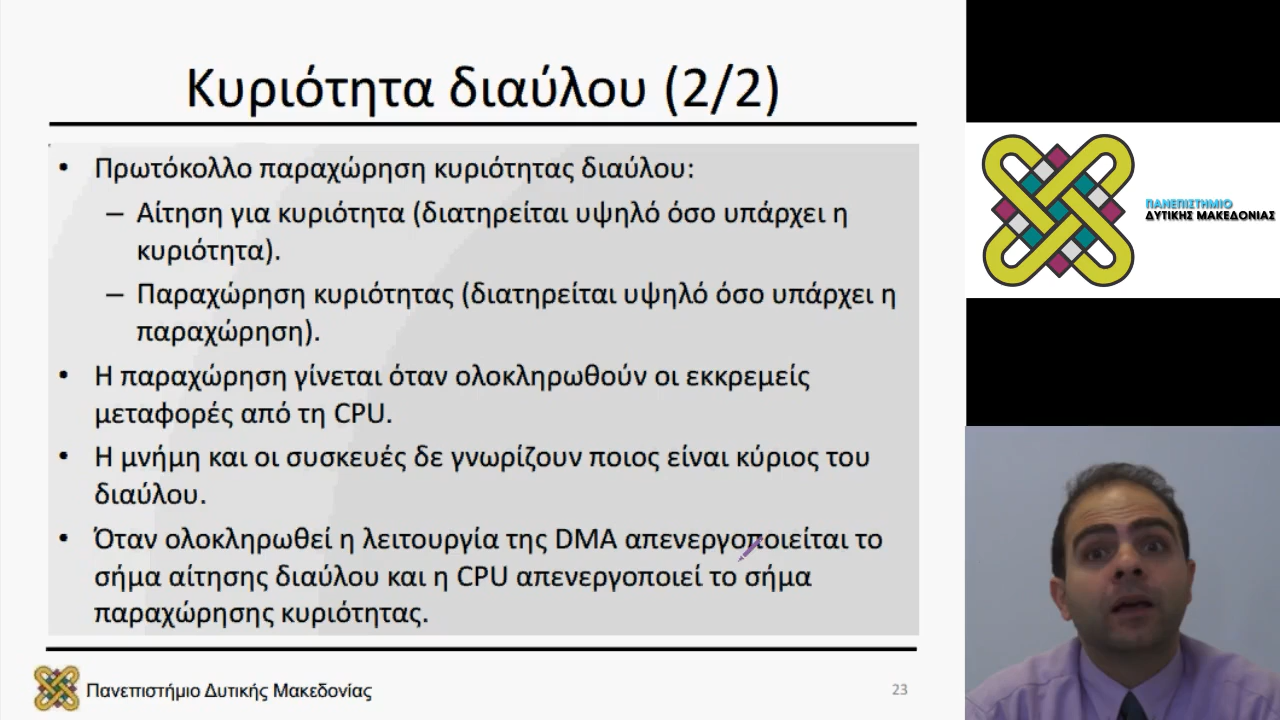 Κυριότητα διαύλου (2/2)
• Πρωτόκολλο παραχώρηση κυριότητας διαύλου:
– Αίτηση για κυριότητα (διατηρείται υψηλό όσο υπάρχει η
κυριότητα).
– Παραχώρηση κυριότητας (διατηρείται υψηλό όσο υπάρχει η
παραχώρηση).
• Η παραχώρηση γίνεται όταν ολοκληρωθούν οι εκκρεμείς
μεταφορές από τη CPU.
• Η μνήμη και οι συσκευές δε γνωρίζουν ποιος είναι κύριος του
διαύλου.
• Όταν ολοκληρωθεί η λειτουργία της DMA απενεργοποιείται το
σήμα αίτησης διαύλου και η CPU απενεργοποιεί το σήμα
παραχώρησης κυριότητας.
Πανεπιστήμιο Δυτικής Μακεδονίας
23
ΠΑΝΕΠΙΣΤΗΜΙΟ
ΔΥΤΙΚΗΣ ΜΑΚΕΔΟΝΙΑΣ